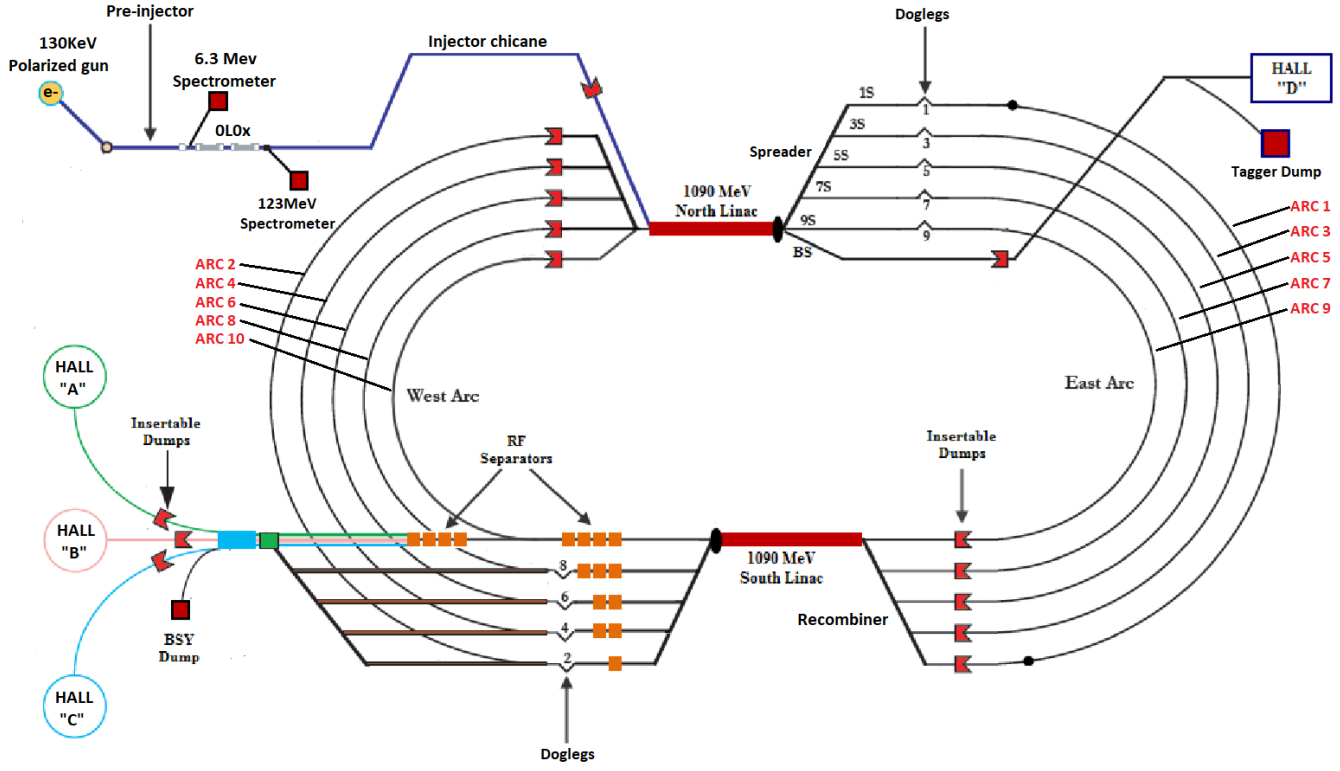 Pre-injector
130KeV
Polarized gun
e-
6.3 Mev
Spectrometer
0L0x
123MeV
Spectrometer
Injector chicane
Doglegs
HALL
"D"
Tagger Dump
Spreader
1S
3S
5S
7S
9S
BS
1
3
5
7
9
1090 MeV
North Linac
ARC 1
ARC 3
ARC 5
ARC 7
ARC 9
ARC 2
ARC 4
ARC 6
ARC 8
ARC 10
West Arc
East Arc
HALL
"A"
Insertable
Dumps
RF
Separators
Insertable
Dumps
HALL
"B"
1090 MeV
South Linac
8
6
4
2
Recombiner
BSY
Dump
HALL
"C"
Doglegs